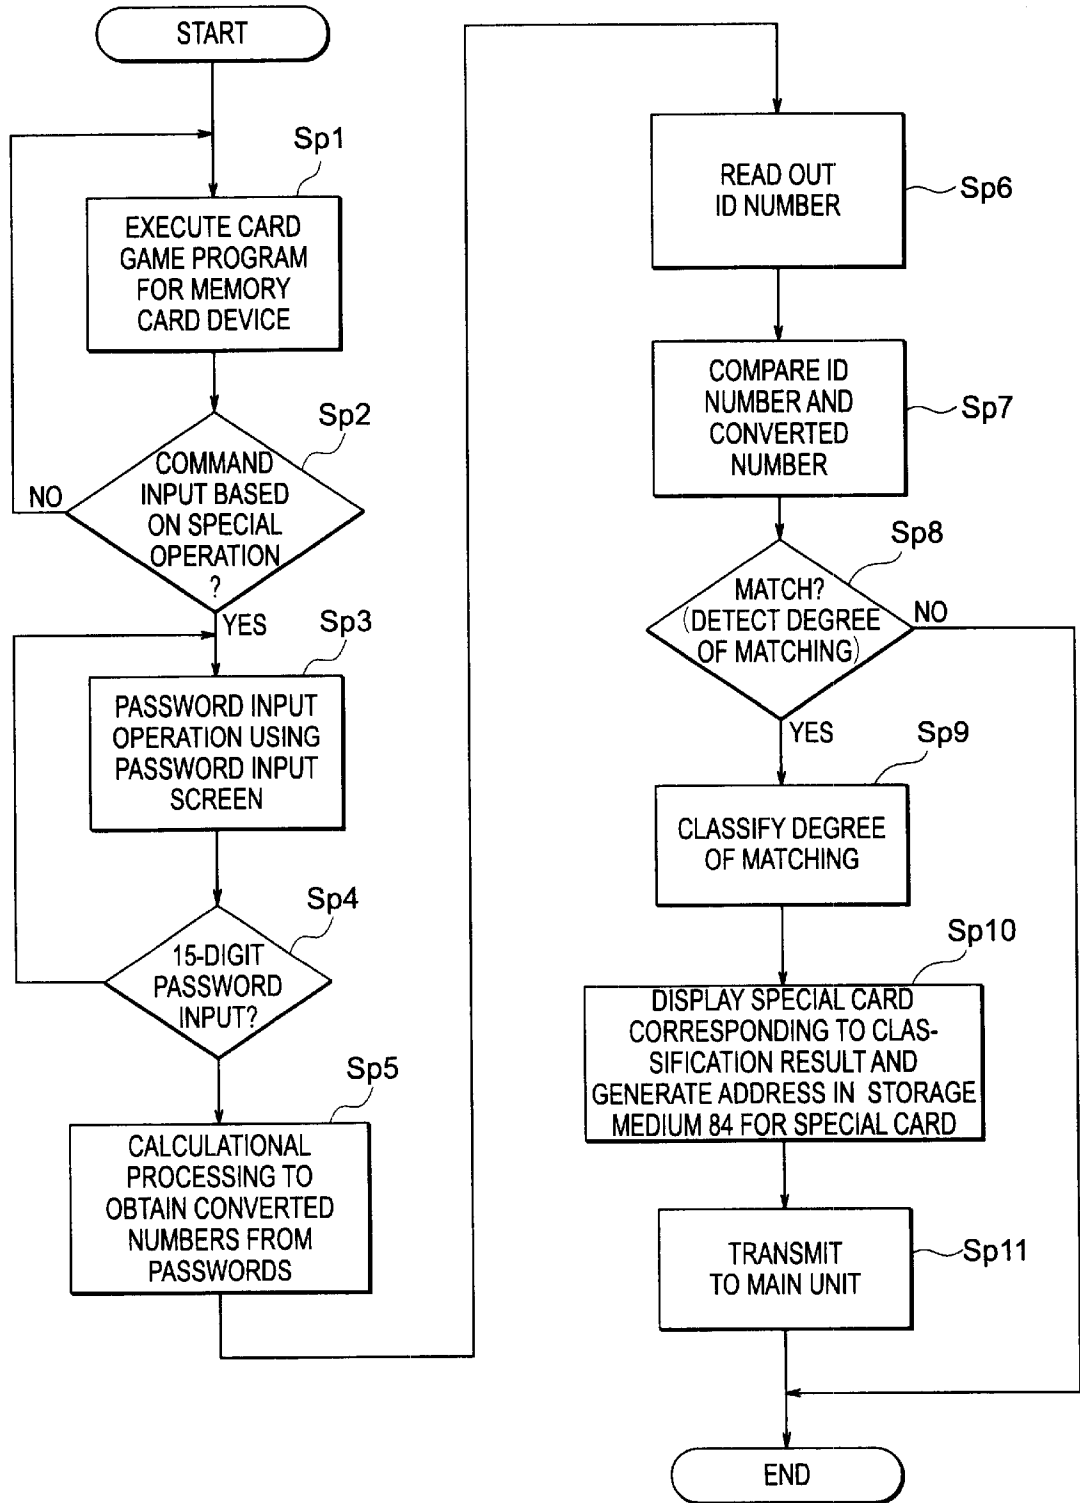 START
Sp1
EXECUTE CARD
GAME PROGRAM
FOR MEMORY
CARD DEVICE
Sp2
COMMAND
INPUT BASED
ON SPECIAL
OPERATION
?
NO
YES
Sp3
PASSWORD INPUT
OPERATION USING
PASSWORD INPUT
SCREEN
Sp4
15-DIGIT
PASSWORD
INPUT?
Sp5
CALCULATIONAL
PROCESSING TO
OBTAIN CONVERTED
NUMBERS FROM
PASSWORDS
READ OUT
ID NUMBER
Sp6
COMPARE ID
NUMBER AND
CONVERTED
NUMBER
Sp7
Sp8
MATCH?
(DETECT DEGREE
OF MATCHING)
NO
YES
Sp9
CLASSIFY DEGREE
OF MATCHING
Sp10
DISPLAY SPECIAL CARD
CORRESPONDING TO CLAS-
SIFICATION RESULT AND
GENERATE ADDRESS IN STORAGE
MEDIUM 84 FOR SPECIAL CARD
TRANSMIT
TO MAIN UNIT
Sp11
END